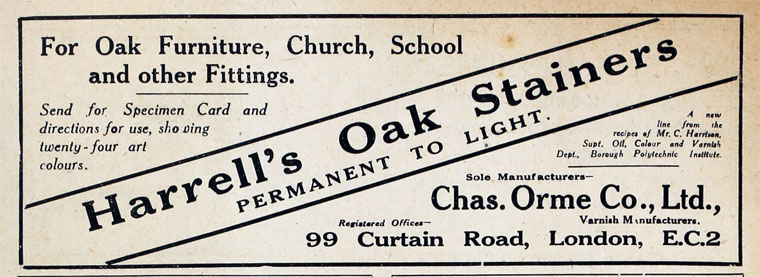 For Oak Furniture, Church, School
and other Fittings.
Send for Specimen Card and
directions for use, sho ving
twenty-four art
colours.
Harrell's Oak Stainers
PERMANENT TO LIGHT.
A new
line from the
recipes of Mr. C. Harrison,
Supt. Oil, Colour and Varnish
Dept., Borough Polytechnic Institute.
Sole Manufacturers—
Chas. Orme Co., Ltd.,
Varnish Manufacturers.
Registered Offices—
99 Curtain Road, London, E.C.2